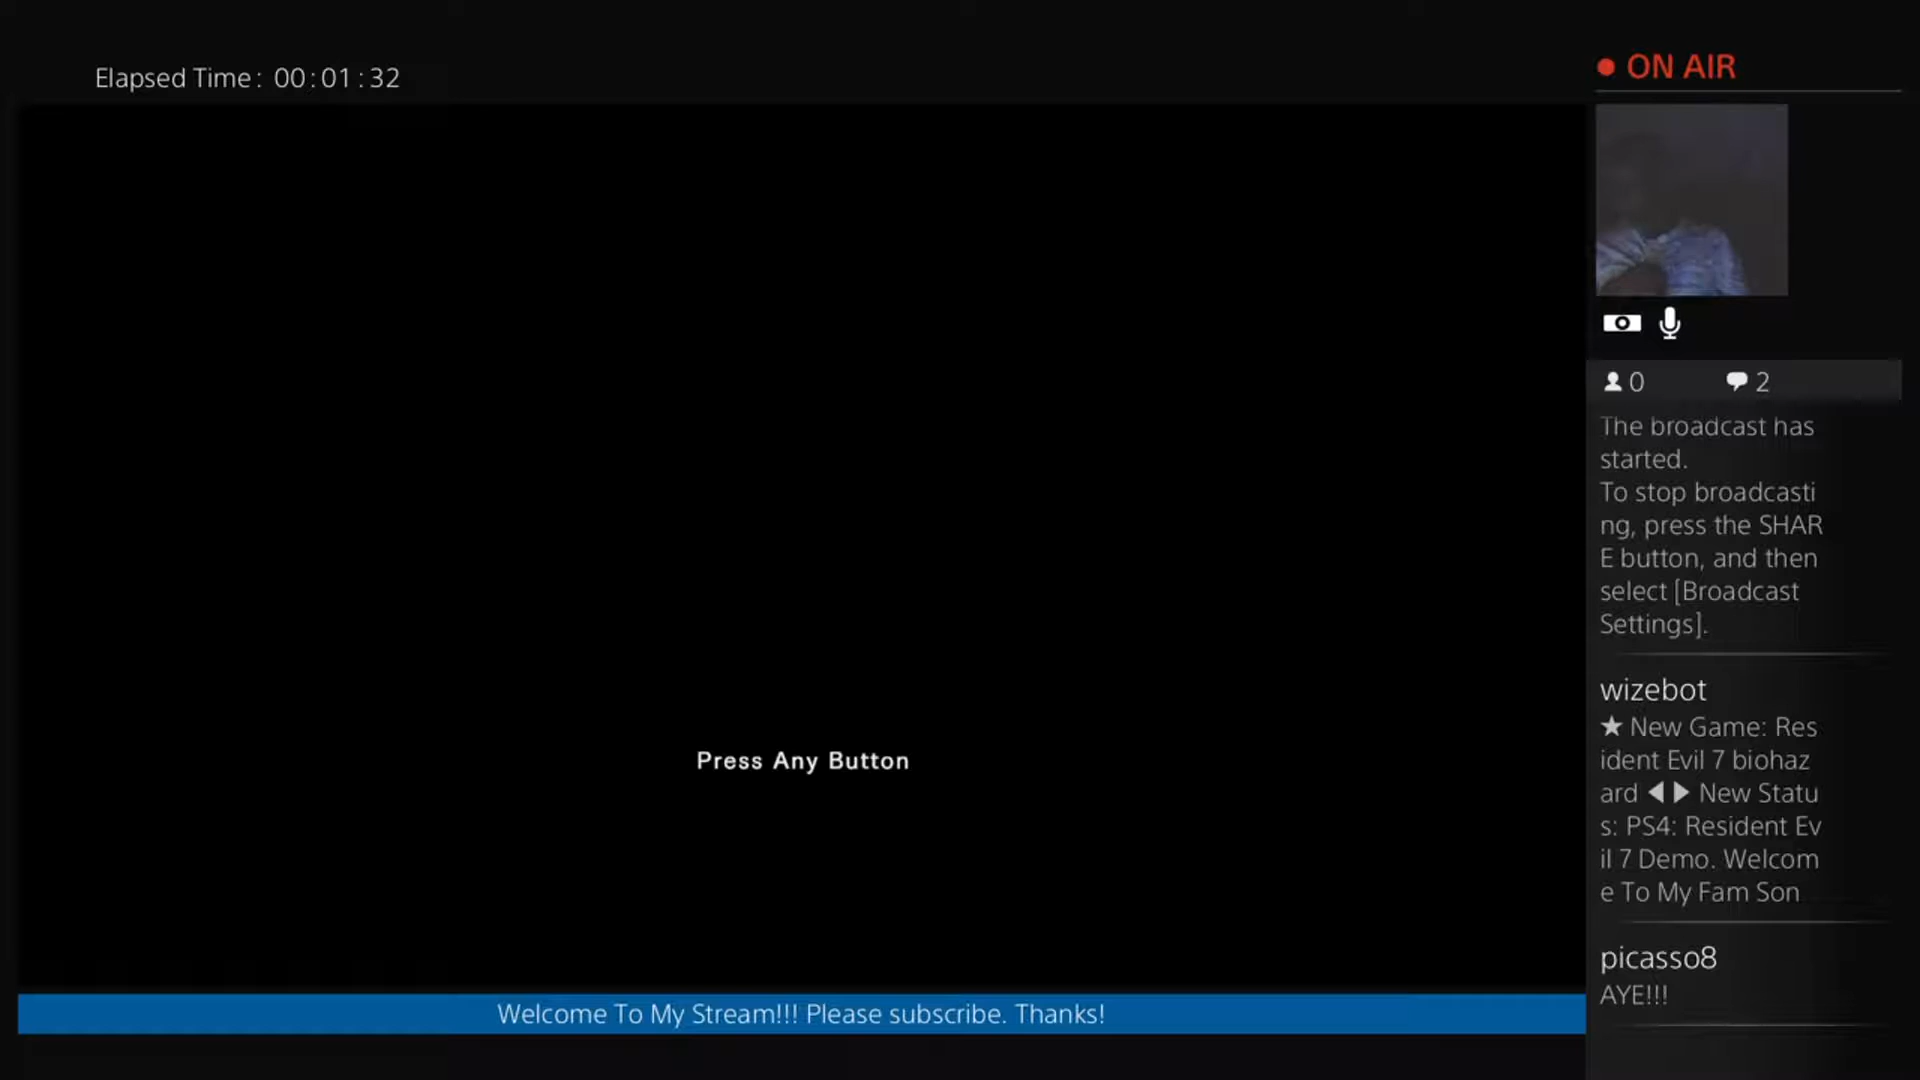 Elapsed Time: 00:01:32
ON AIR
0
2
The broadcast has
started.
To stop broadcasti
ng, press the SHAR
E button, and then
select [Broadcast
Settings].
wizebot
★ New Game: Res
ident Evil 7 biohaz
ard ◀▶ New Statu
s: PS4: Resident Ev
il 7 Demo. Welcom
e To My Fam Son
picasso8
AYE!!!
Press Any Button
Welcome To My Stream!!! Please subscribe. Thanks!